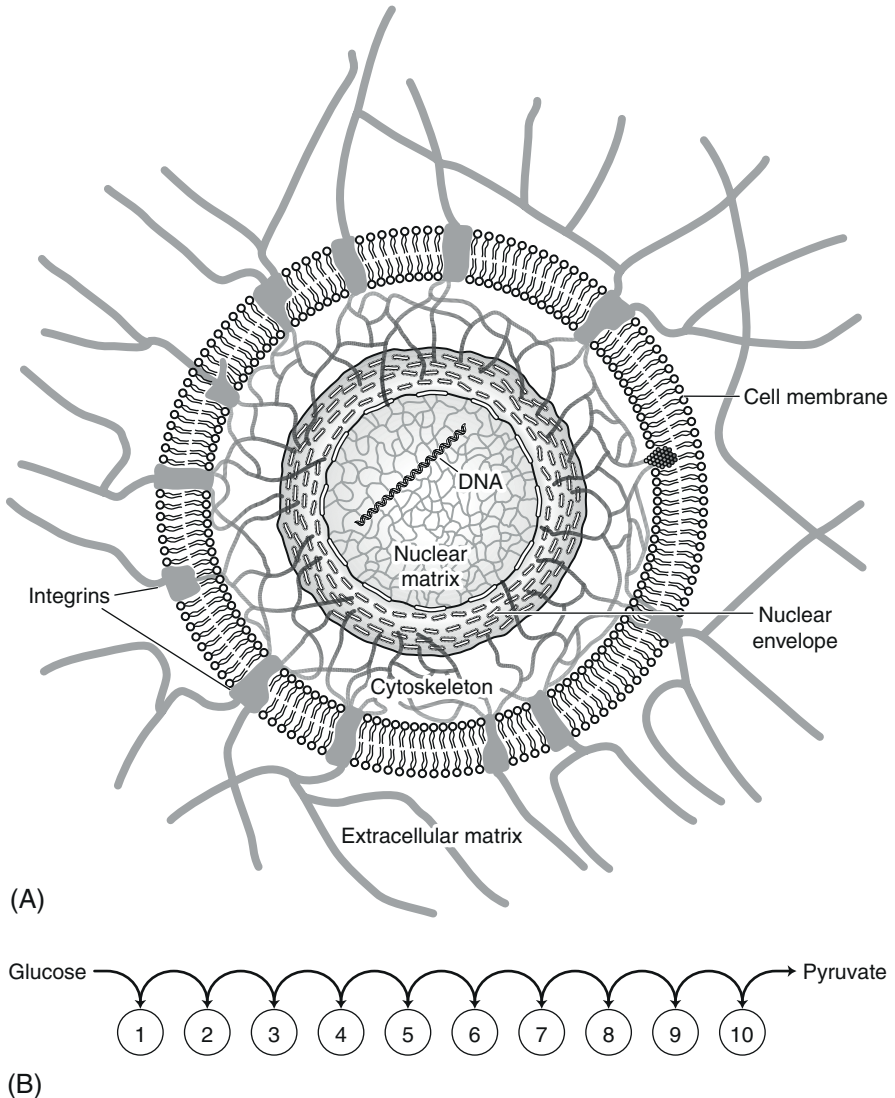 Cell membrane
DNA
Nuclear
matrix
Integrins
Nuclear
envelope
Cytoskeleton
Extracellular matrix
(A)
Glucose
Pyruvate
1 2 3 4 5 6 7 8 9 10
(B)